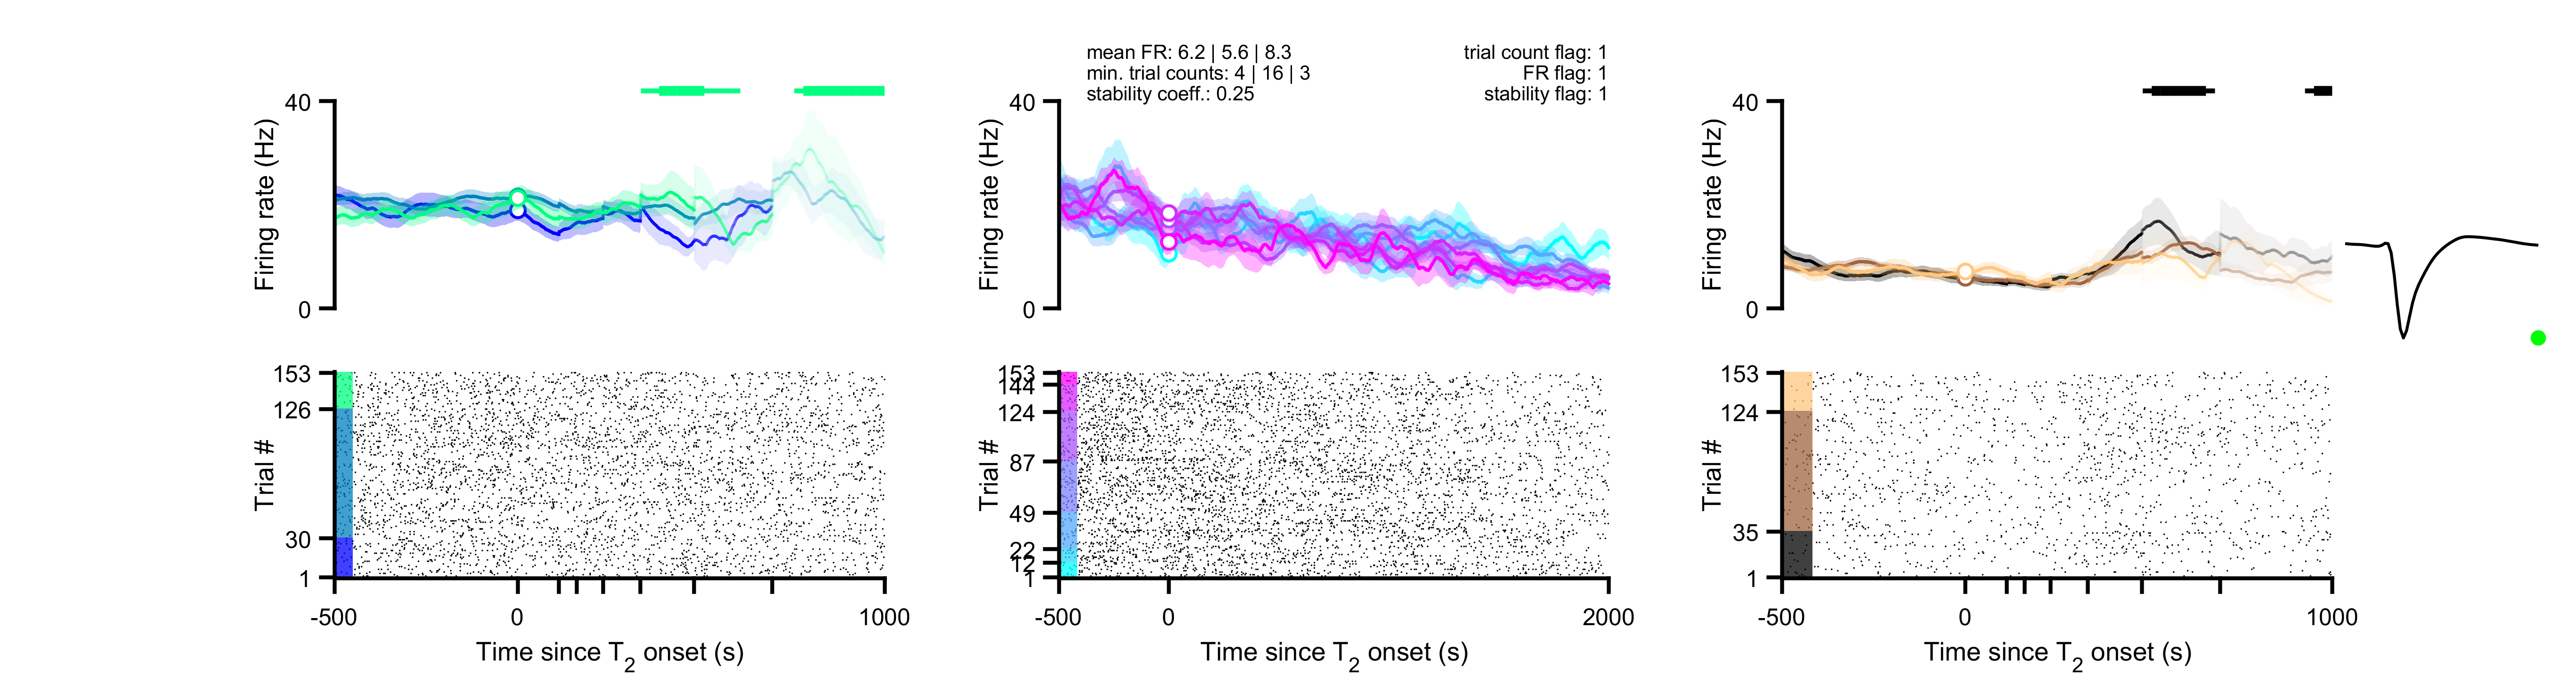 mean FR: 6.2 | 5.6 | 8.3
min. trial counts: 4 | 16 | 3
stability coeff.: 0.25
trial count flag: 1
FR flag: 1
stability flag: 1
40
0
Firing rate (Hz)
40
0
Firing rate (Hz)
40
0
Firing rate (Hz)
153
126
30
1
Trial #
-500
0
1000
Time since T2 onset (s)
153
144
124
87
49
22
12
1
Trial #
-500
0
2000
Time since T2 onset (s)
153
124
35
1
Trial #
-500
0
1000
Time since T2 onset (s)